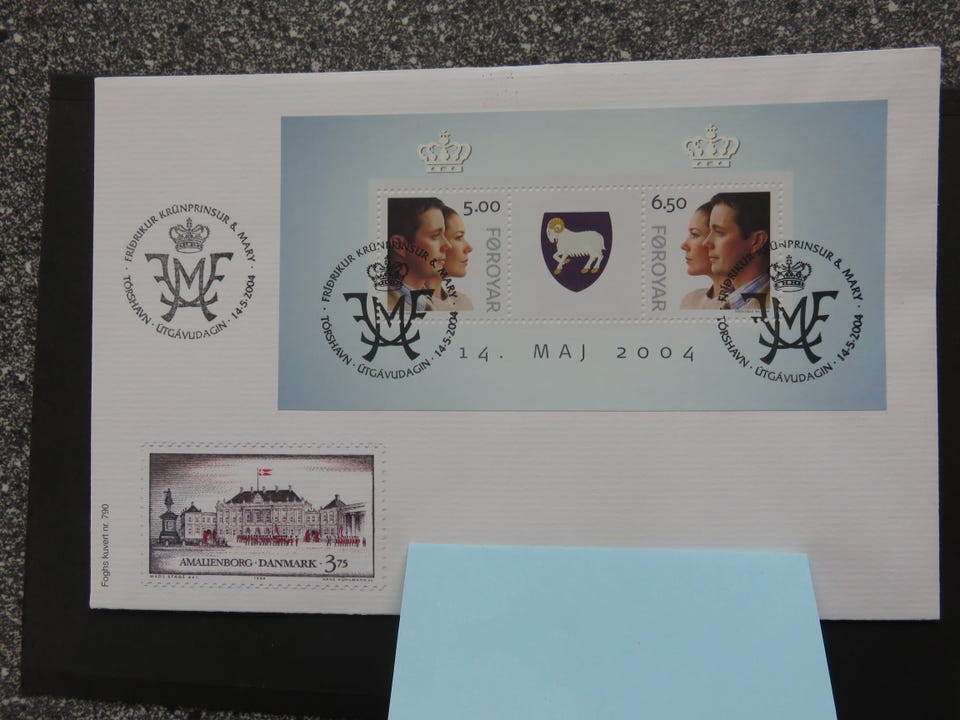 FRÍÐRIKUR KRÚNPRINSUR & MARY
TÓRSHAVN · ÚTGÁVUDAGIN · 14-5-2004
5.00
FØROYAR
6.50
FØROYAR
FRÍÐRIKUR KRÚNPRINSUR & MARY
TÓRSHAVN · ÚTGÁVUDAGIN · 14-5-2004
FRÍÐRIKUR KRÚNPRINSUR & MARY
TÓRSHAVN · ÚTGÁVUDAGIN · 14-5-2004
14. MAJ 2004
AMALIENBORG · DANMARK · 3.75
Foghs kuvert nr. 790